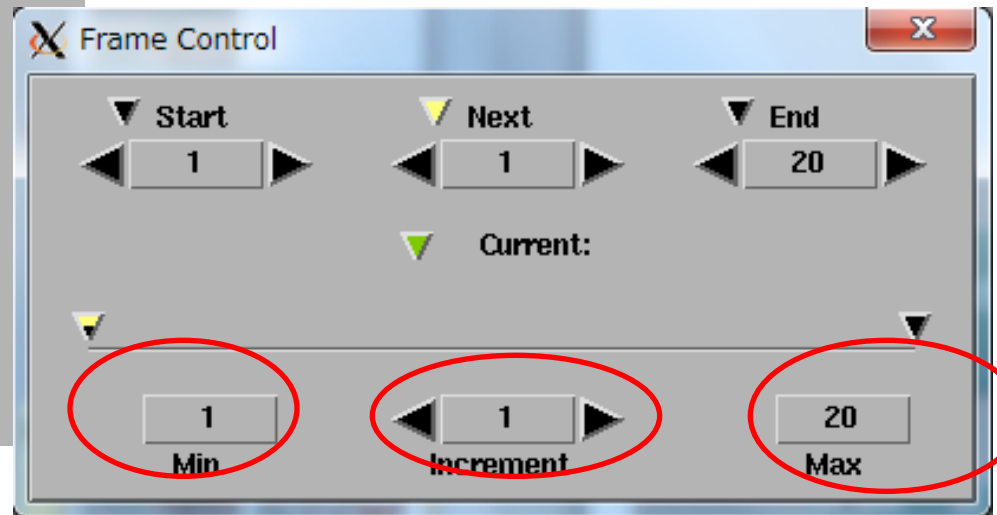 Frame Control
Start Next End
1 1 20
Current:
1 1 20
Min Increment Max